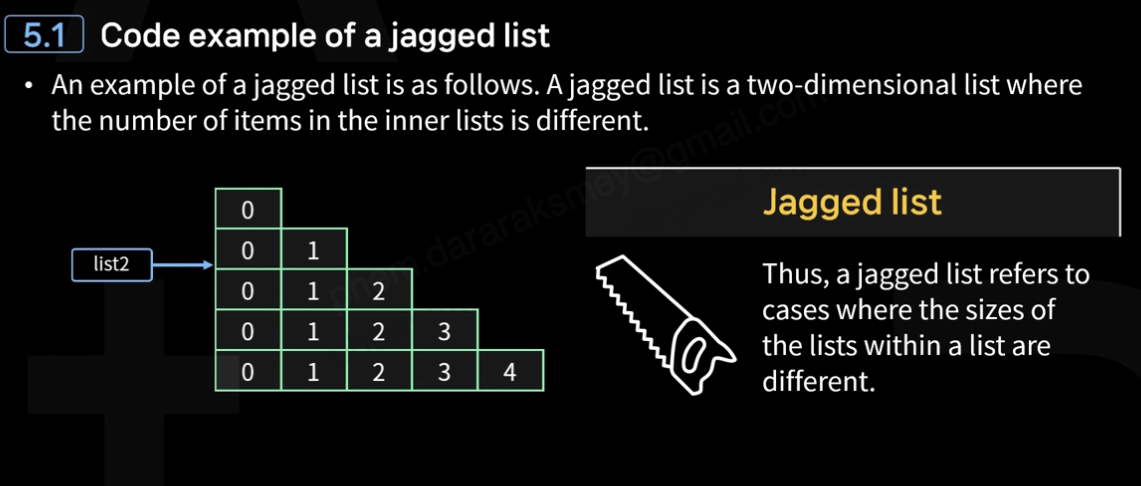 5.1 Code example of a jagged list
• An example of a jagged list is as follows. A jagged list is a two-dimensional list where
the number of items in the inner lists is different.
list2
0
0 1
0 1 2
0 1 2 3
0 1 2 3 4
Jagged list
Thus, a jagged list refers to
cases where the sizes of
the lists within a list are
different.